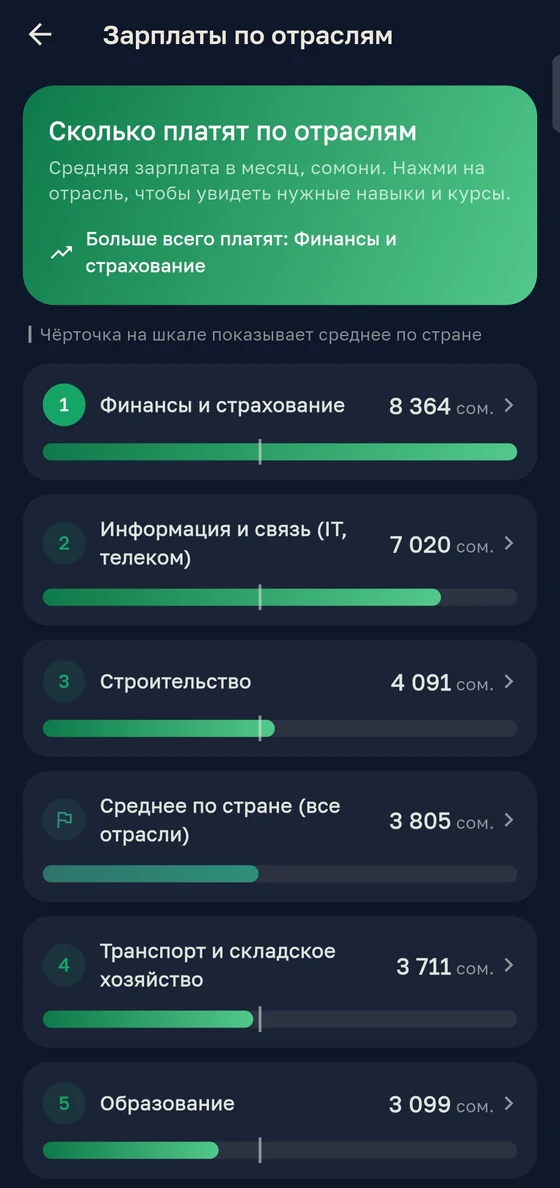 Зарплаты по отраслям
Сколько платят по отраслям
Средняя зарплата в месяц, сомони. Нажми на
отрасль, чтобы увидеть нужные навыки и курсы.
Больше всего платят: Финансы и
страхование
Чёрточка на шкале показывает среднее по стране
1 Финансы и страхование 8 364 сом.
2 Информация и связь (IT,
телеком) 7 020 сом.
3 Строительство 4 091 сом.
Среднее по стране (все
отрасли) 3 805 сом.
4 Транспорт и складское
хозяйство 3 711 сом.
5 Образование 3 099 сом.